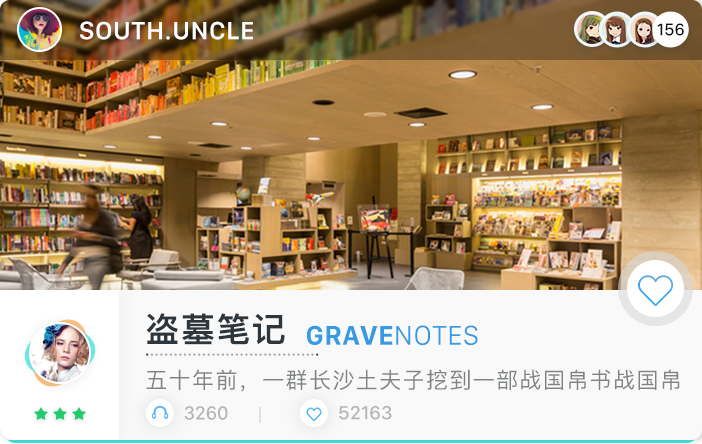 SOUTH.UNCLE
156
盗墓笔记 GRAVENOTES
五十年前，一群长沙土夫子挖到一部战国帛书战国帛
3260 | 52163